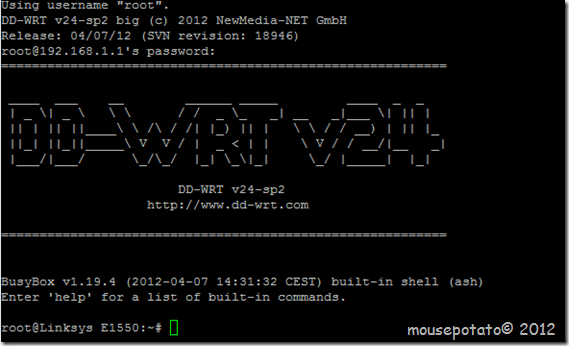 Using username "root".
DD-WRT v24-sp2 big (c) 2012 NewMedia-NET GmbH
Release: 04/07/12 (SVN revision: 18946)
root@192.168.1.1's password:
==========================================================
DD-WRT v24
DD-WRT v24-sp2
http://www.dd-wrt.com
==========================================================
BusyBox v1.19.4 (2012-04-07 14:31:32 CEST) built-in shell (ash)
Enter 'help' for a list of built-in commands.
root@Linksys E1550:~#
mousepotato© 2012